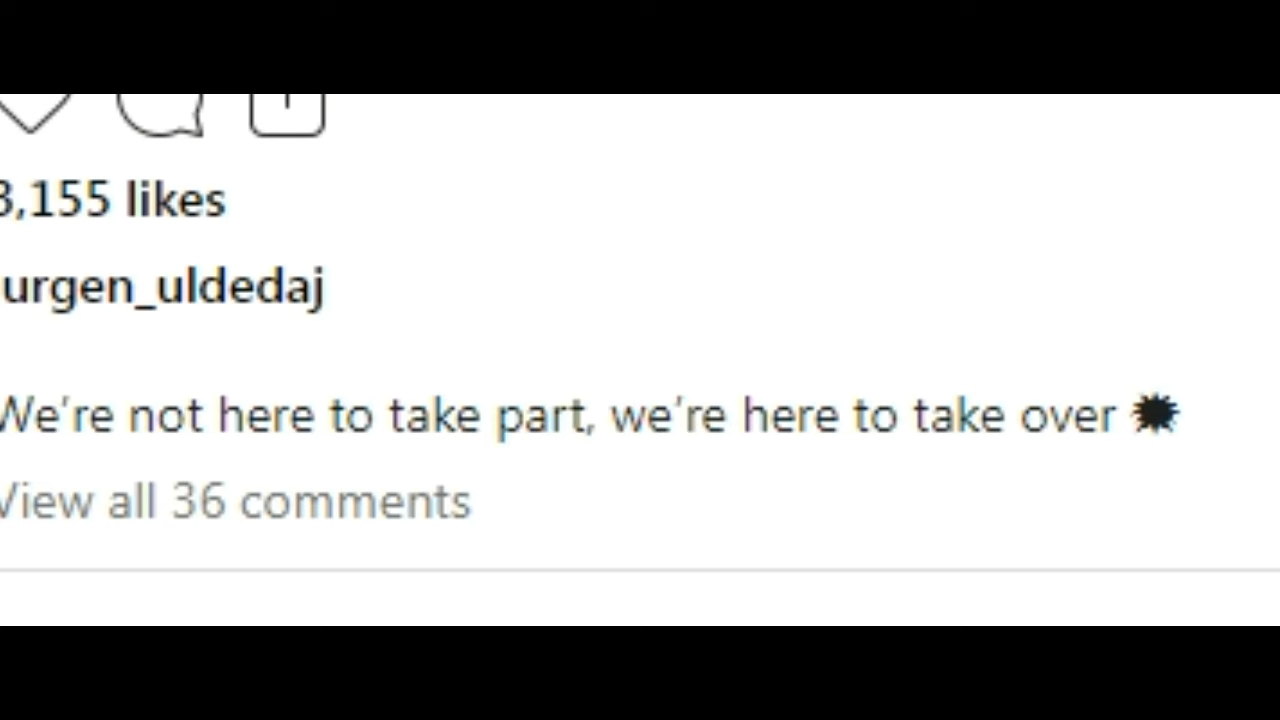 3,155 likes
urgen_uldedaj
We're not here to take part, we're here to take over ✹
View all 36 comments